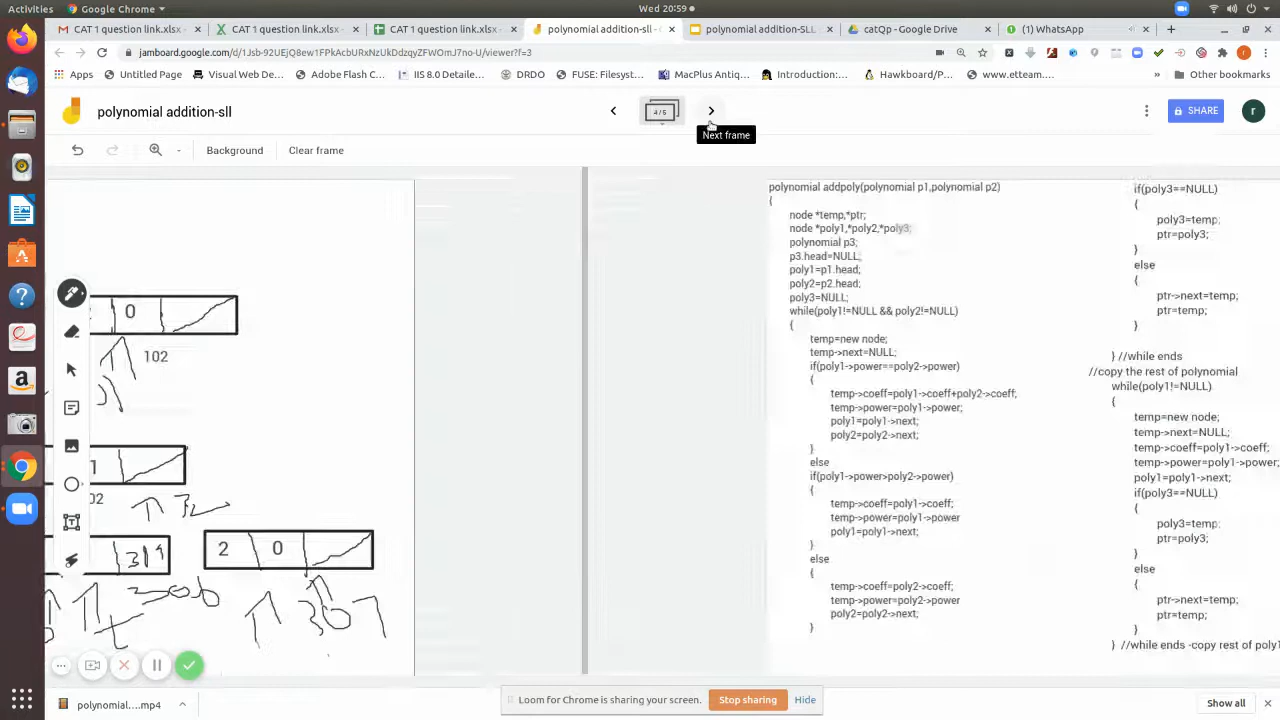 Activities
Google Chrome
Wed 20:59
CAT 1 question link.xlsx -
CAT 1 question link.xlsx -
CAT 1 question link.xlsx -
polynomial addition-sll -
polynomial addition-SLL
catQp - Google Drive
(1) WhatsApp
jamboard.google.com/d/1Jsb-92UEjQ8ew1FPkAcbURxNzUkDdzqyZFWOmJ7no-U/viewer?f=3
Apps
Untitled Page
Visual Web De...
Adobe Flash C...
IIS 8.0 Detaile...
DRDO
FUSE: Filesyst...
MacPlus Antiq...
Introduction:...
Hawkboard/P...
www.etteam....
»
Other bookmarks
polynomial addition-sll
4/5
SHARE
r
Next frame
Background
Clear frame
0
102
1
02
314
t
306
2 0
307
polynomial addpoly(polynomial p1,polynomial p2)
{
node *temp,*ptr;
node *poly1,*poly2,*poly3;
polynomial p3;
p3.head=NULL;
poly1=p1.head;
poly2=p2.head;
poly3=NULL;
while(poly1!=NULL && poly2!=NULL)
{
temp=new node;
temp->next=NULL;
if(poly1->power==poly2->power)
{
temp->coeff=poly1->coeff+poly2->coeff;
temp->power=poly1->power;
poly1=poly1->next;
poly2=poly2->next;
}
else
if(poly1->power>poly2->power)
{
temp->coeff=poly1->coeff;
temp->power=poly1->power
poly1=poly1->next;
}
else
{
temp->coeff=poly2->coeff;
temp->power=poly2->power
poly2=poly2->next;
}
if(poly3==NULL)
{
poly3=temp;
ptr=poly3;
}
else
{
ptr->next=temp;
ptr=temp;
}
} //while ends
//copy the rest of polynomial
while(poly1!=NULL)
{
temp=new node;
temp->next=NULL;
temp->coeff=poly1->coeff;
temp->power=poly1->power;
poly1=poly1->next;
if(poly3==NULL)
{
poly3=temp;
ptr=poly3;
}
else
{
ptr->next=temp;
ptr=temp;
}
} //while ends -copy rest of poly1
Loom for Chrome is sharing your screen.
Stop sharing
Hide
polynomial....mp4
Show all